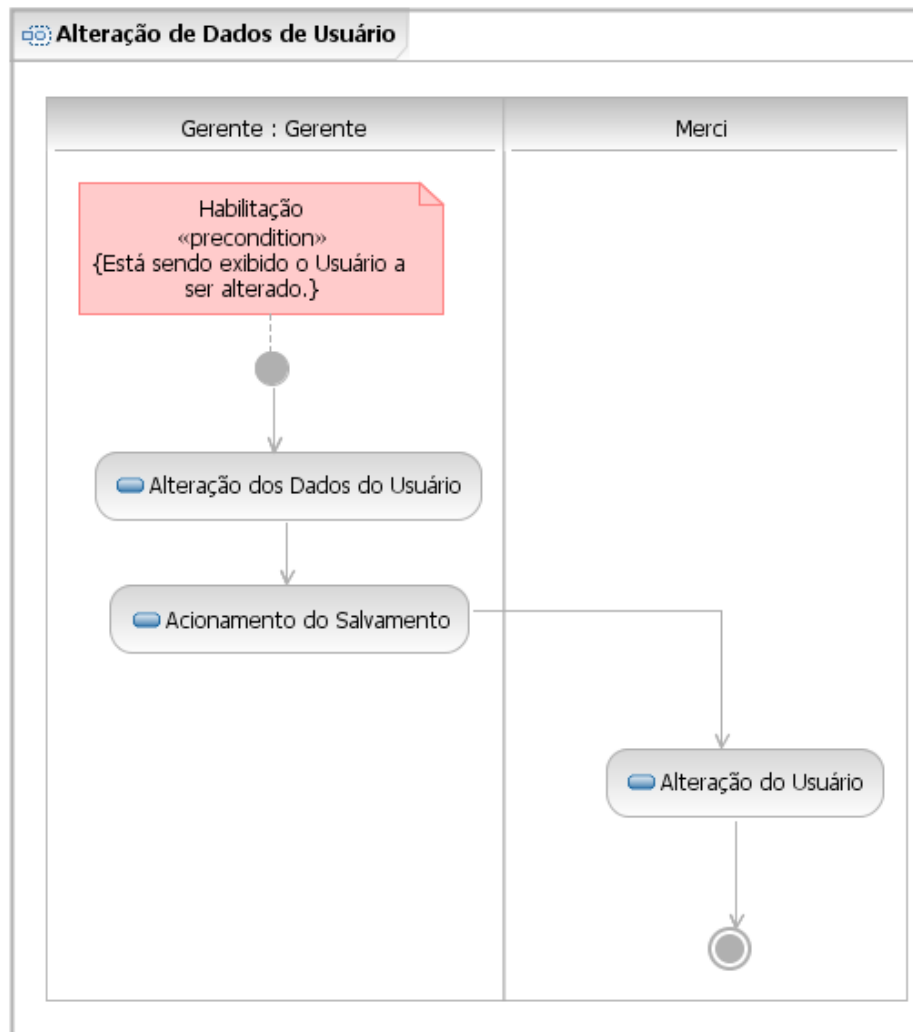 Alteração de Dados de Usuário
Gerente : Gerente
Merci
Habilitação
«precondition»
{Está sendo exibido o Usuário a
ser alterado.}
Alteração dos Dados do Usuário
Acionamento do Salvamento
Alteração do Usuário